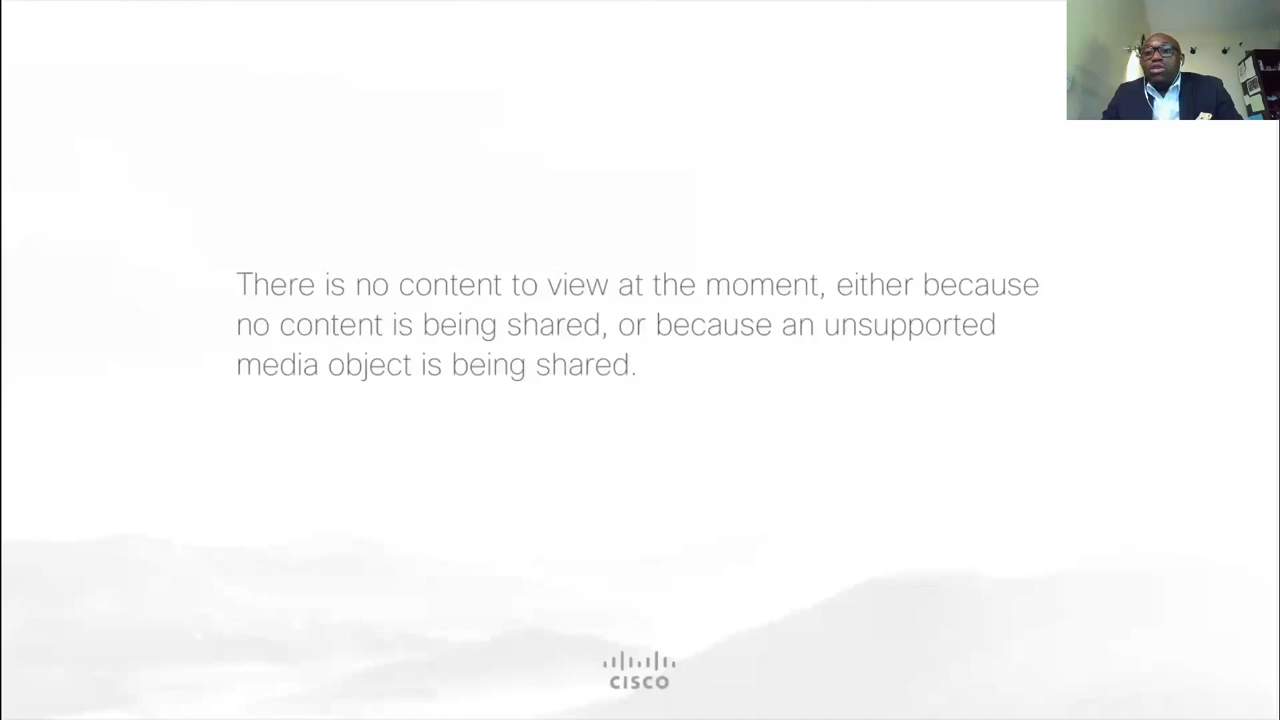 There is no content to view at the moment, either because
no content is being shared, or because an unsupported
media object is being shared.
CISCO